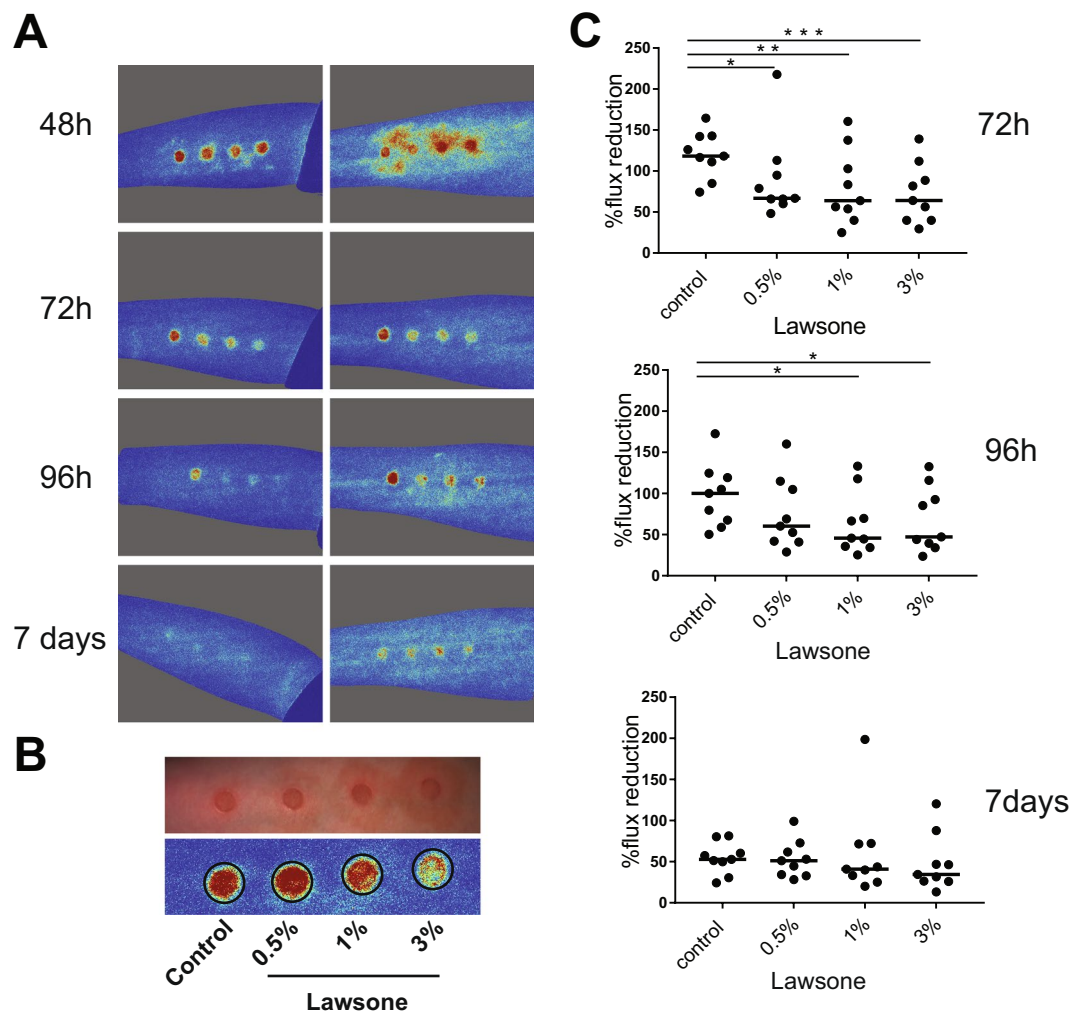 A
48h
72h
96h
7 days
B
Control
0.5%
1%
3%
Lawsone
C
* * *
* *
*
250
200
150
100
50
0
%flux reduction
control
0.5%
1%
3%
Lawsone
72h
*
*
250
200
150
100
50
0
%flux reduction
control
0.5%
1%
3%
Lawsone
96h
250
200
150
100
50
0
%flux reduction
control
0.5%
1%
3%
Lawsone
7days